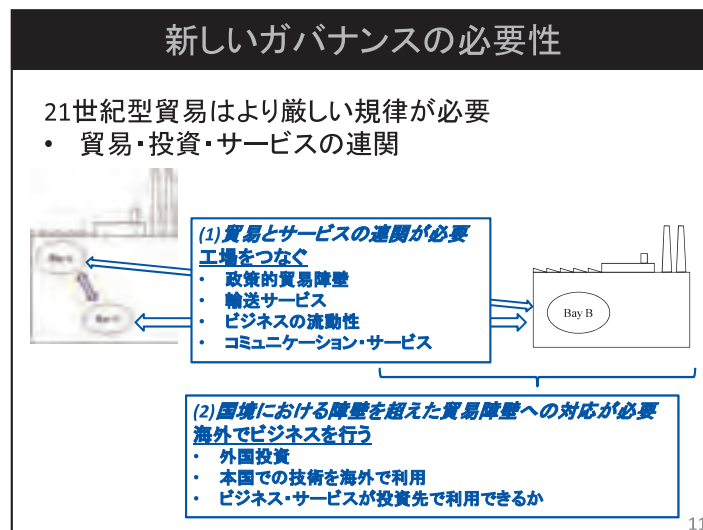 新しいガバナンスの必要性
21世紀型貿易はより厳しい規律が必要
• 貿易・投資・サービスの連関
(1)貿易とサービスの連関が必要
工場をつなぐ
• 政策的貿易障壁
• 輸送サービス
• ビジネスの流動性
• コミュニケーション・サービス
Bay B
(2)国境における障壁を超えた貿易障壁への対応が必要
海外でビジネスを行う
• 外国投資
• 本国での技術を海外で利用
• ビジネス・サービスが投資先で利用できるか
11